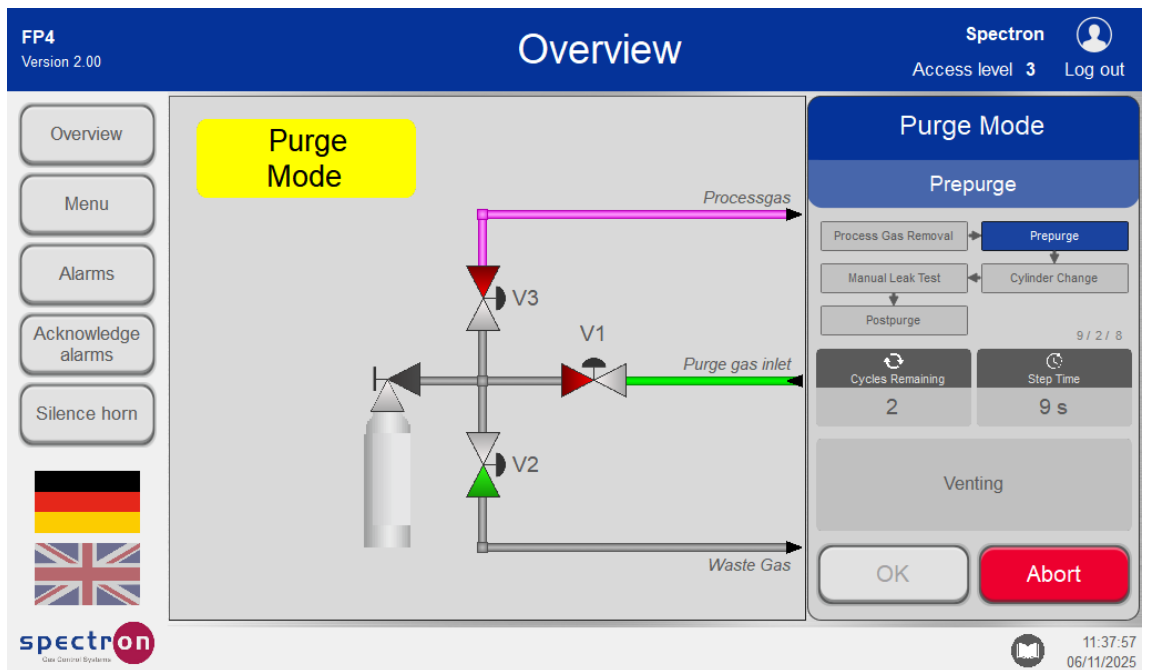 FP4
Version 2.00
Overview
Spectron
Access level 3
Log out
Overview
Menu
Alarms
Acknowledge
alarms
Silence horn
Purge
Mode
Processgas
V3
V1
Purge gas inlet
V2
Waste Gas
Purge Mode
Prepurge
Process Gas Removal
Prepurge
Manual Leak Test
Cylinder Change
Postpurge
9 / 2 / 8
Cycles Remaining
Step Time
2
9 s
Venting
OK
Abort
spectron
Gas Control Systems
11:37:57
06/11/2025